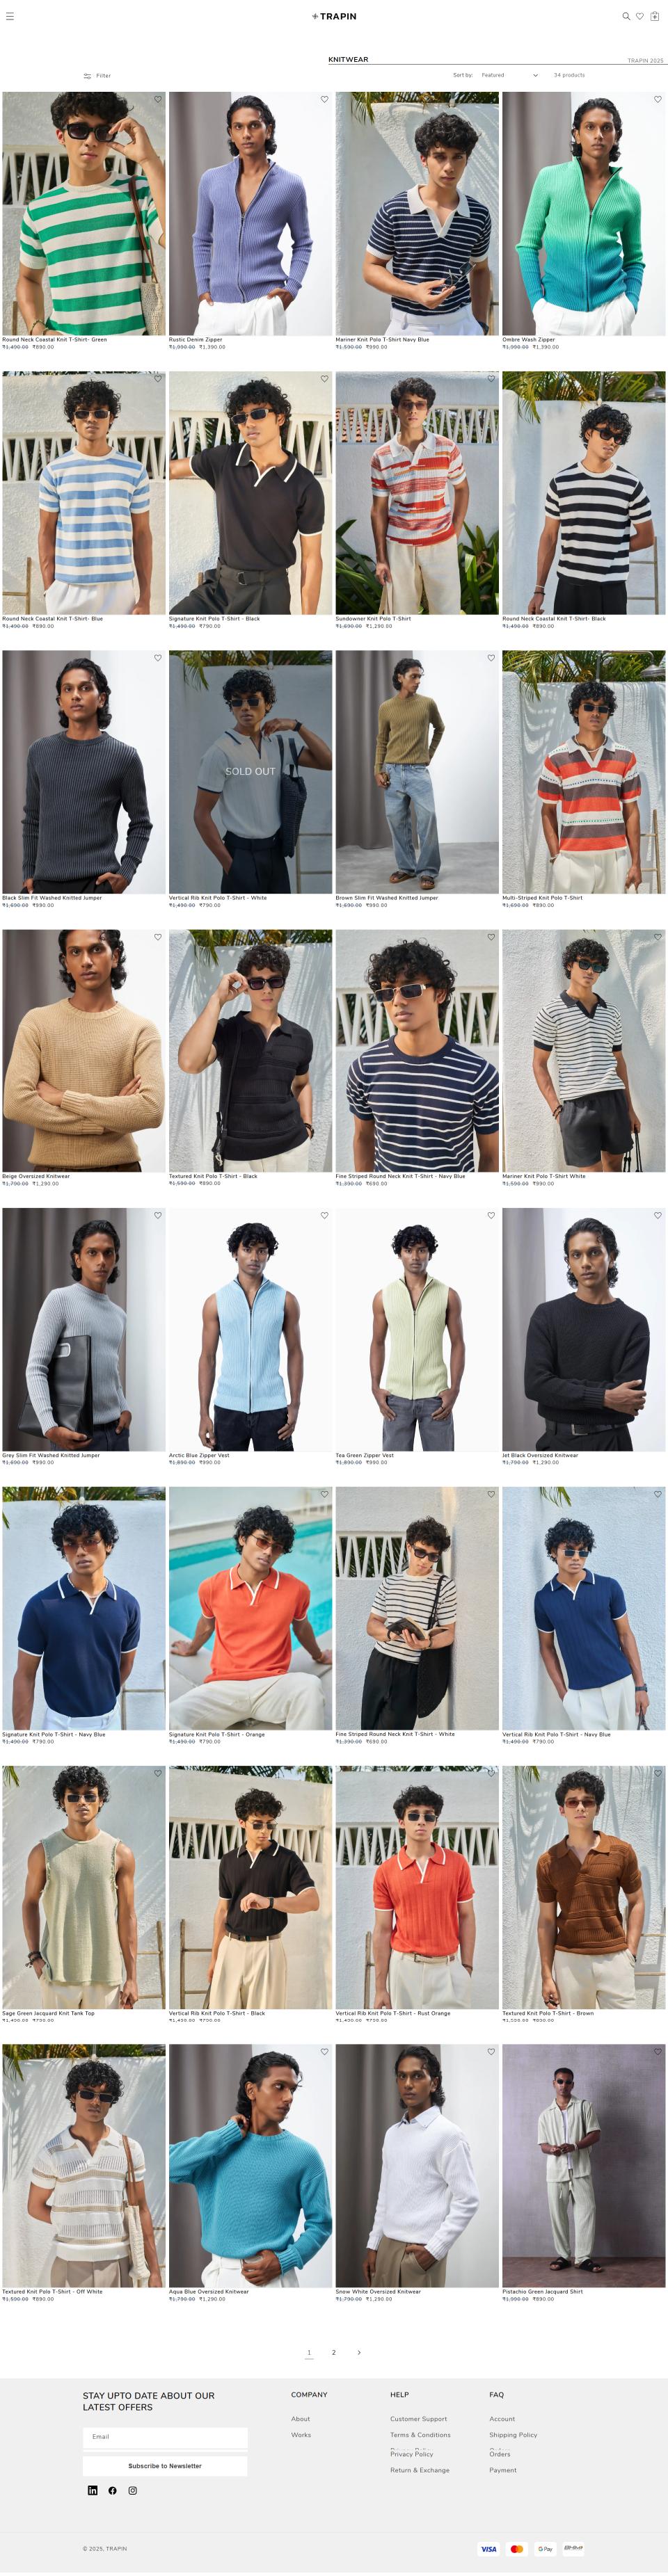 TRAPIN
KNITWEAR
TRAPIN 2025
Filter
Sort by: Featured 34 products
Round Neck Coastal Knit T-Shirt- Green
₹1,490.00 ₹890.00
Rustic Denim Zipper
₹1,990.00 ₹1,390.00
Mariner Knit Polo T-Shirt Navy Blue
₹1,590.00 ₹990.00
Ombre Wash Zipper
₹1,990.00 ₹1,390.00
Round Neck Coastal Knit T-Shirt- Blue
₹1,490.00 ₹890.00
Signature Knit Polo T-Shirt - Black
₹1,490.00 ₹790.00
Sundowner Knit Polo T-Shirt
₹1,690.00 ₹1,290.00
Round Neck Coastal Knit T-Shirt- Black
₹1,490.00 ₹890.00
Black Slim Fit Washed Knitted Jumper
₹1,690.00 ₹990.00
SOLD OUT
Vertical Rib Knit Polo T-Shirt - White
₹1,490.00 ₹790.00
Brown Slim Fit Washed Knitted Jumper
₹1,690.00 ₹990.00
Multi-Striped Knit Polo T-Shirt
₹1,690.00 ₹890.00
Beige Oversized Knitwear
₹1,790.00 ₹1,290.00
Textured Knit Polo T-Shirt - Black
₹1,590.00 ₹890.00
Fine Striped Round Neck Knit T-Shirt - Navy Blue
₹1,390.00 ₹690.00
Mariner Knit Polo T-Shirt White
₹1,590.00 ₹990.00
Grey Slim Fit Washed Knitted Jumper
₹1,690.00 ₹990.00
Arctic Blue Zipper Vest
₹1,890.00 ₹990.00
Tea Green Zipper Vest
₹1,890.00 ₹990.00
Jet Black Oversized Knitwear
₹1,790.00 ₹1,290.00
Signature Knit Polo T-Shirt - Navy Blue
₹1,490.00 ₹790.00
Signature Knit Polo T-Shirt - Orange
₹1,490.00 ₹790.00
Fine Striped Round Neck Knit T-Shirt - White
₹1,390.00 ₹690.00
Vertical Rib Knit Polo T-Shirt - Navy Blue
₹1,490.00 ₹790.00
Sage Green Jacquard Knit Tank Top
Vertical Rib Knit Polo T-Shirt - Black
Vertical Rib Knit Polo T-Shirt - Rust Orange
Textured Knit Polo T-Shirt - Brown
Textured Knit Polo T-Shirt - Off White
₹1,590.00 ₹890.00
Aqua Blue Oversized Knitwear
₹1,790.00 ₹1,290.00
Snow White Oversized Knitwear
₹1,790.00 ₹1,290.00
Pistachio Green Jacquard Shirt
₹1,990.00 ₹890.00
1 2
STAY UPTO DATE ABOUT OUR
LATEST OFFERS
Email
Subscribe to Newsletter
COMPANY
About
Works
HELP
Customer Support
Terms & Conditions
Privacy Policy
Return & Exchange
FAQ
Account
Shipping Policy
Orders
Payment
© 2025, TRAPIN
VISA
G Pay